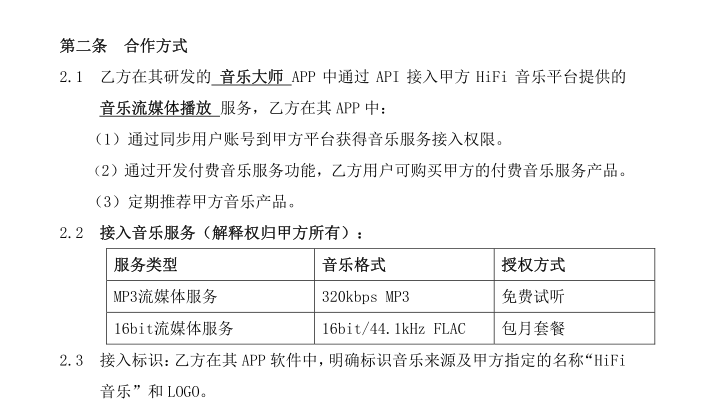 第二条　合作方式
2.1 乙方在其研发的 音乐大师 APP 中通过 API 接入甲方 HiFi 音乐平台提供的
音乐流媒体播放 服务，乙方在其 APP 中：
（1）通过同步用户账号到甲方平台获得音乐服务接入权限。
（2）通过开发付费音乐服务功能，乙方用户可购买甲方的付费音乐服务产品。
（3）定期推荐甲方音乐产品。
2.2 接入音乐服务（解释权归甲方所有）：
服务类型 音乐格式 授权方式
MP3流媒体服务 320kbps MP3 免费试听
16bit流媒体服务 16bit/44.1kHz FLAC 包月套餐
2.3 接入标识：乙方在其 APP 软件中，明确标识音乐来源及甲方指定的名称“HiFi
音乐”和 LOGO。